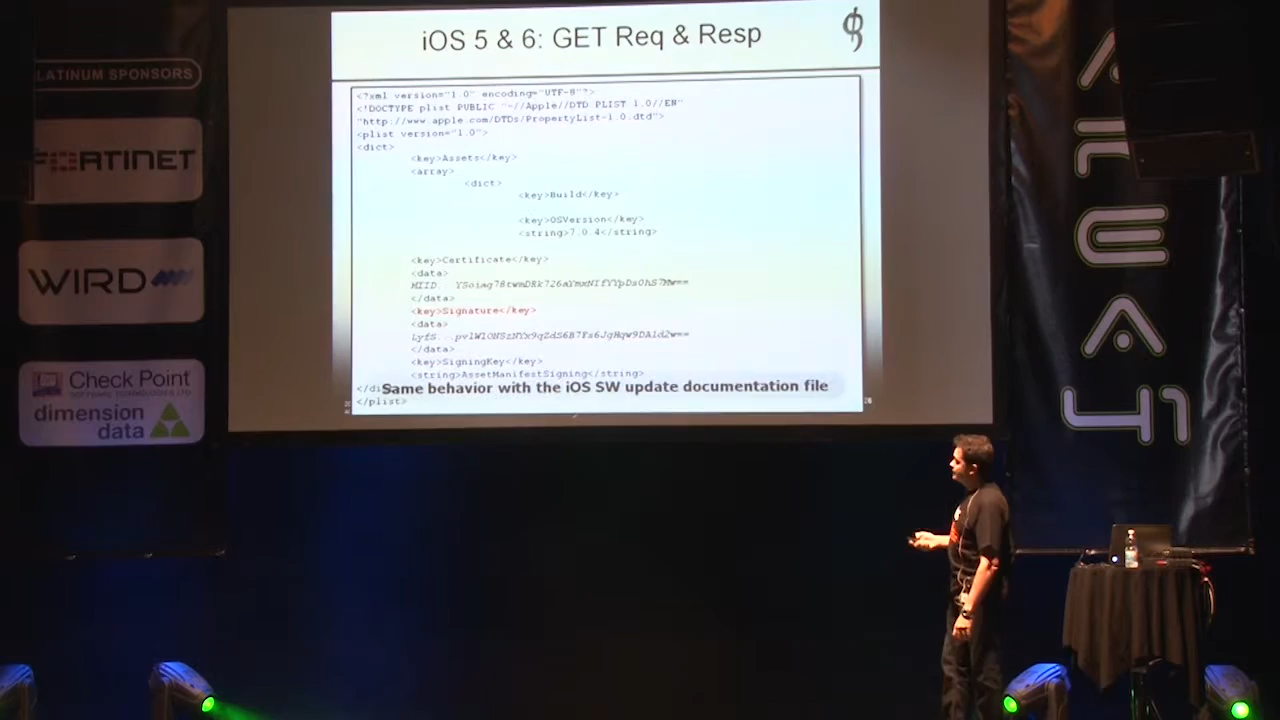 LATINUM SPONSORS
FORTINET
WIRD
Check Point
SOFTWARE TECHNOLOGIES LTD
dimension
data
iOS 5 & 6: GET Req & Resp
<?xml version="1.0" encoding="UTF-8"?>
<!DOCTYPE plist PUBLIC "-//Apple//DTD PLIST 1.0//EN"
"http://www.apple.com/DTDs/PropertyList-1.0.dtd">
<plist version="1.0">
<dict>
<key>Assets</key>
<array>
<dict>
<key>Build</key>
<key>OSVersion</key>
<string>7.0.4</string>
<key>Certificate</key>
<data>
</data>
<key>Signature</key>
<data>
</data>
<key>SigningKey</key>
<string>AssetManifestSigning</string>
</di
Same behavior with the iOS SW update documentation file
</plist>